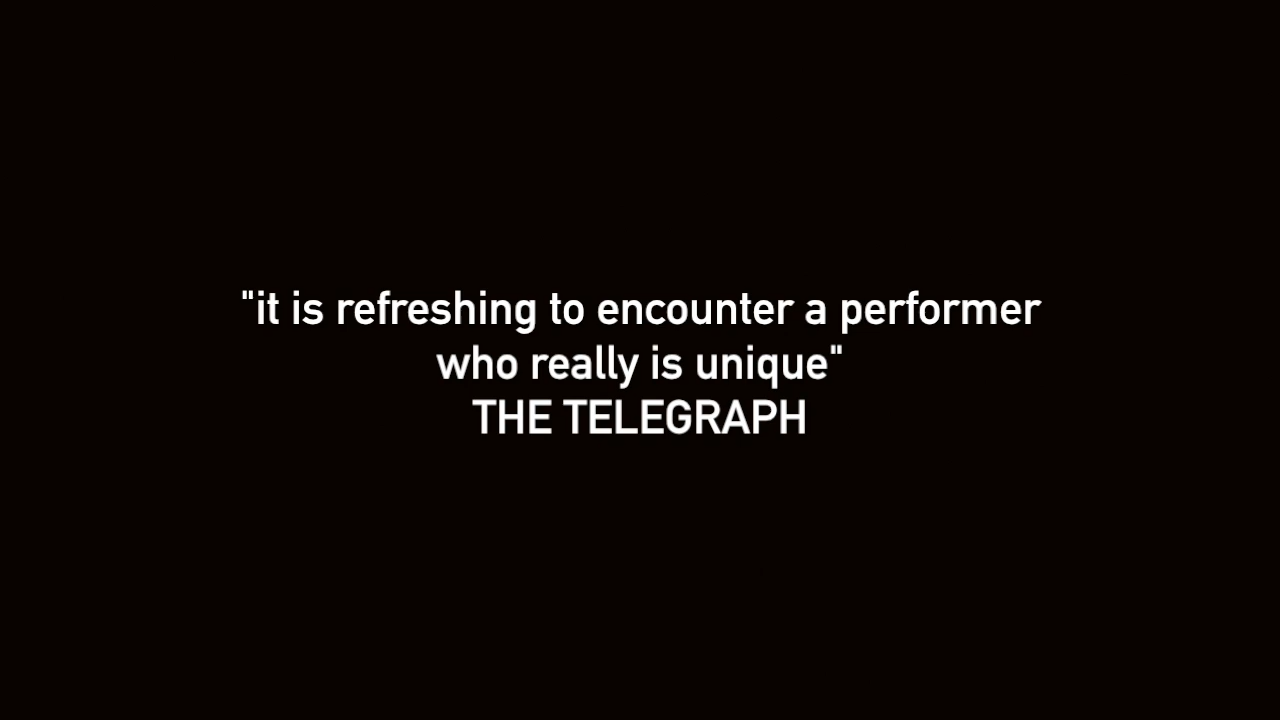 "it is refreshing to encounter a performer
who really is unique"
THE TELEGRAPH